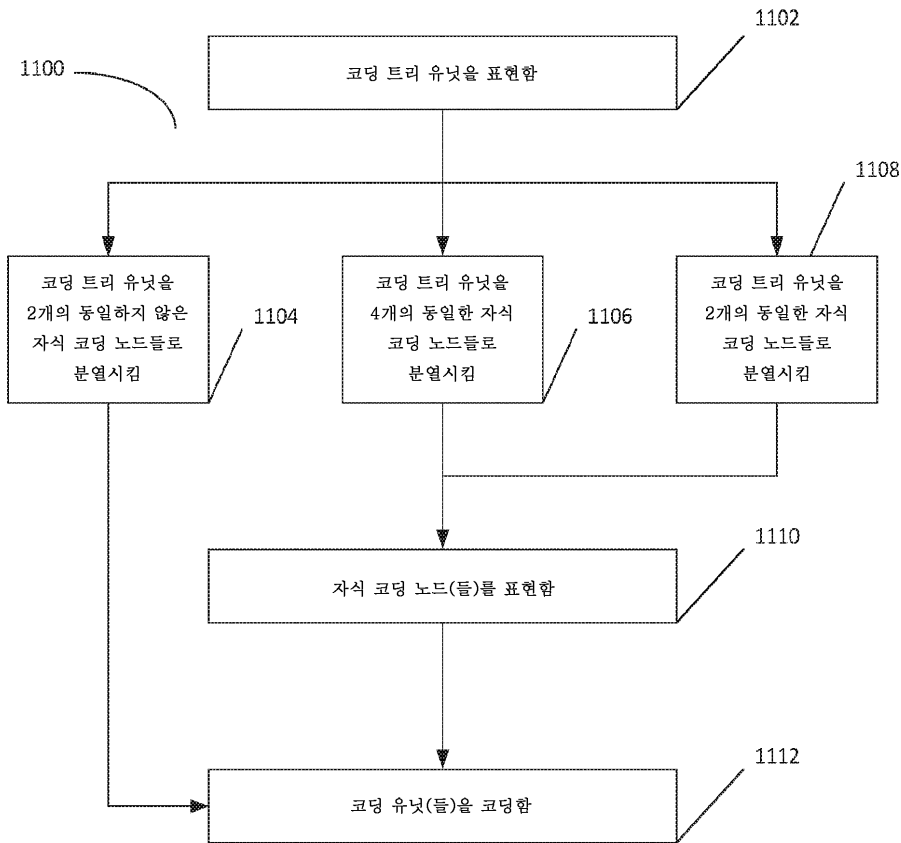 1102
코딩 트리 유닛을 표현함
1100
1108
코딩 트리 유닛을
2개의 동일하지 않은
자식 코딩 노드들로
분열시킴
1104
코딩 트리 유닛을
4개의 동일한 자식
코딩 노드들로
분열시킴
1106
코딩 트리 유닛을
2개의 동일한 자식
코딩 노드들로
분열시킴
1110
자식 코딩 노드(들)를 표현함
1112
코딩 유닛(들)을 코딩함